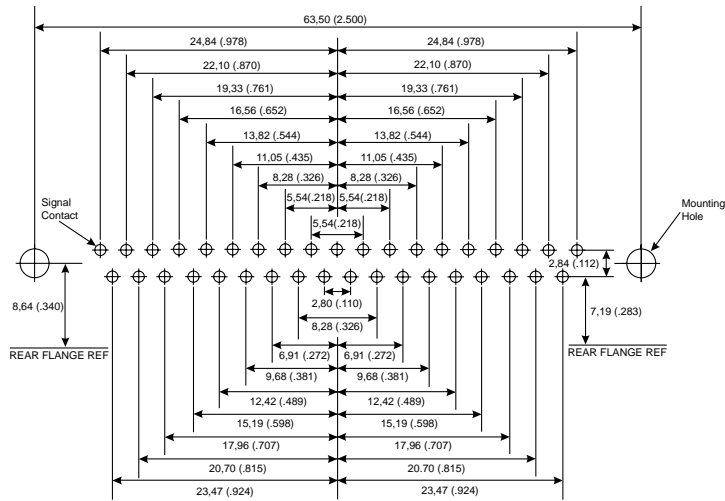 63,50 (2.500)
24,84 (.978) 24,84 (.978)
22,10 (.870) 22,10 (.870)
19,33 (.761) 19,33 (.761)
16,56 (.652) 16,56 (.652)
13,82 (.544) 13,82 (.544)
11,05 (.435) 11,05 (.435)
8,28 (.326) 8,28 (.326)
5,54(.218) 5,54(.218)
5,54(.218)
Signal
Contact
Mounting
Hole
2,84 (.112)
8,64 (.340)
7,19 (.283)
2,80 (.110)
8,28 (.326)
REAR FLANGE REF
REAR FLANGE REF
6,91 (.272) 6,91 (.272)
9,68 (.381) 9,68 (.381)
12,42 (.489) 12,42 (.489)
15,19 (.598) 15,19 (.598)
17,96 (.707) 17,96 (.707)
20,70 (.815) 20,70 (.815)
23,47 (.924) 23,47 (.924)